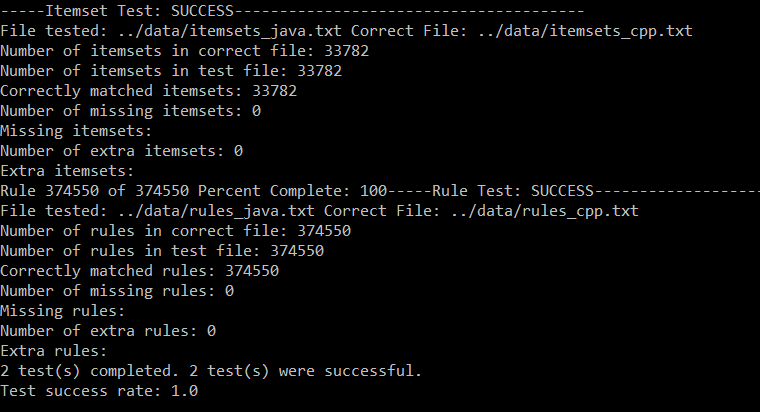 -----Itemset Test: SUCCESS---------------------------------------
File tested: ../data/itemsets_java.txt Correct File: ../data/itemsets_cpp.txt
Number of itemsets in correct file: 33782
Number of itemsets in test file: 33782
Correctly matched itemsets: 33782
Number of missing itemsets: 0
Missing itemsets:
Number of extra itemsets: 0
Extra itemsets:
Rule 374550 of 374550 Percent Complete: 100-----Rule Test: SUCCESS-------------------
File tested: ../data/rules_java.txt Correct File: ../data/rules_cpp.txt
Number of rules in correct file: 374550
Number of rules in test file: 374550
Correctly matched rules: 374550
Number of missing rules: 0
Missing rules:
Number of extra rules: 0
Extra rules:
2 test(s) completed. 2 test(s) were successful.
Test success rate: 1.0